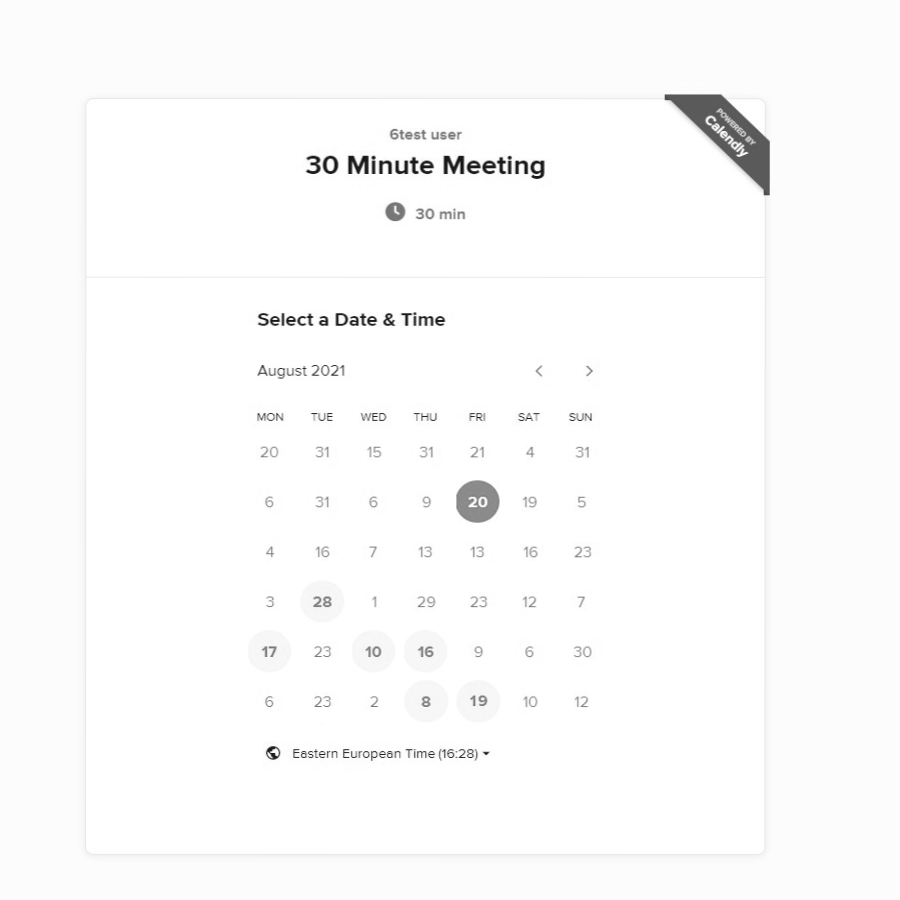 POWERED BY
Calendly
6test user
30 Minute Meeting
30 min
Select a Date & Time
August 2021
MON TUE WED THU FRI SAT SUN
20 31 15 31 21 4 31
6 31 6 9 20 19 5
4 16 7 13 13 16 23
3 28 1 29 23 12 7
17 23 10 16 9 6 30
6 23 2 8 19 10 12
Eastern European Time (16:28)